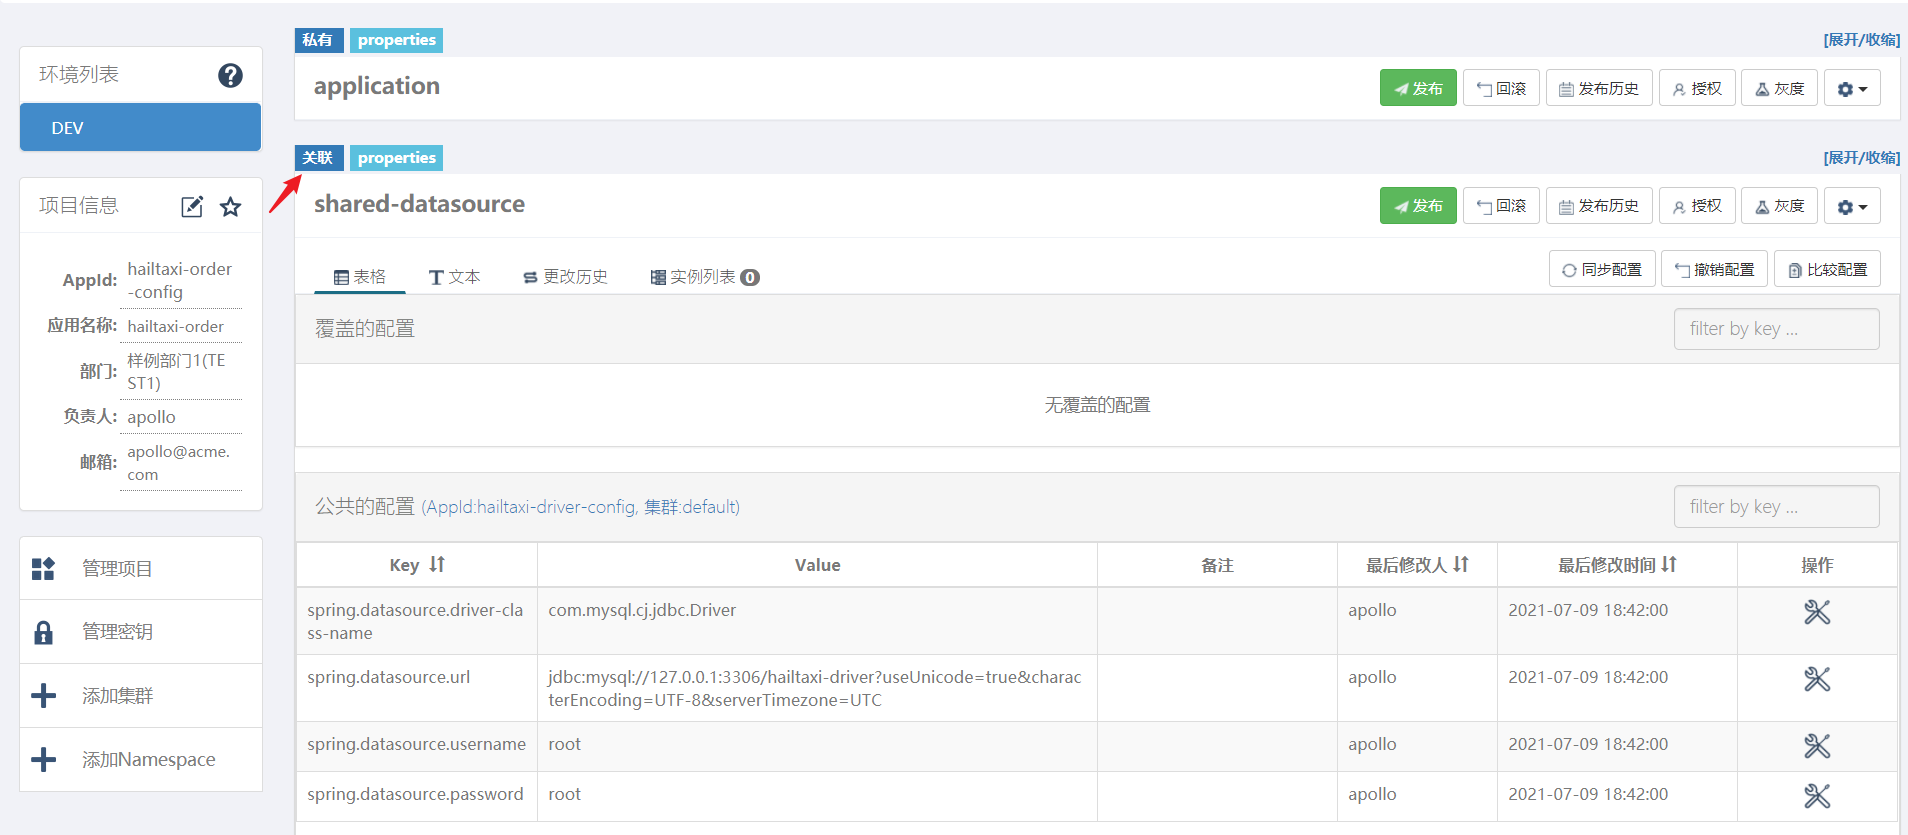 环境列表
DEV
项目信息
AppId:
hailtaxi-order
-config
应用名称:
hailtaxi-order
部门:
样例部门1(TE
ST1)
负责人:
apollo
邮箱:
apollo@acme.
com
管理项目
管理密钥
添加集群
添加Namespace
私有 properties [展开/收缩]
application 发布 回滚 发布历史 授权 灰度
关联 properties [展开/收缩]
shared-datasource 发布 回滚 发布历史 授权 灰度
表格 文本 更改历史 实例列表 0 同步配置 撤销配置 比较配置
覆盖的配置 filter by key ...
无覆盖的配置
公共的配置 (AppId:hailtaxi-driver-config, 集群:default) filter by key ...
Key Value 备注 最后修改人 最后修改时间 操作
spring.datasource.driver-cla
ss-name
com.mysql.cj.jdbc.Driver apollo 2021-07-09 18:42:00
spring.datasource.url
jdbc:mysql://127.0.0.1:3306/hailtaxi-driver?useUnicode=true&charac
terEncoding=UTF-8&serverTimezone=UTC
apollo 2021-07-09 18:42:00
spring.datasource.username root apollo 2021-07-09 18:42:00
spring.datasource.password root apollo 2021-07-09 18:42:00